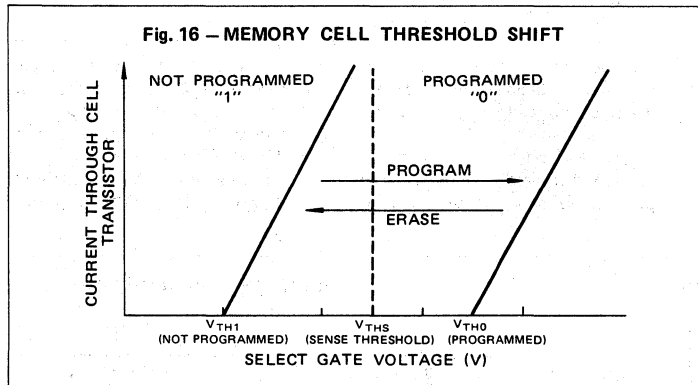 Fig. 16 – MEMORY CELL THRESHOLD SHIFT
NOT PROGRAMMED
"1"
PROGRAMMED
"0"
PROGRAM
ERASE
CURRENT THROUGH CELL
TRANSISTOR
VTH1
(NOT PROGRAMMED)
VTHS
(SENSE THRESHOLD)
VTH0
(PROGRAMMED)
SELECT GATE VOLTAGE (V)